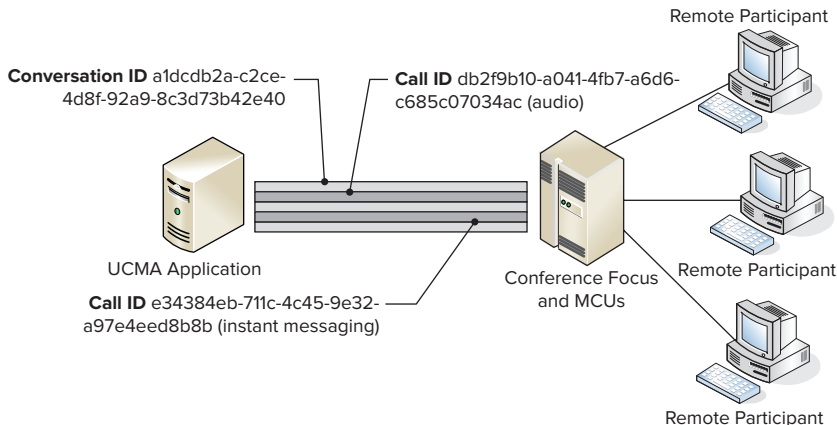 Remote Participant
Conversation ID a1dcdb2a-c2ce-
4d8f-92a9-8c3d73b42e40
Call ID db2f9b10-a041-4fb7-a6d6-
c685c07034ac (audio)
UCMA Application
Conference Focus
and MCUs
Remote Participant
Call ID e34384eb-711c-4c45-9e32-
a97e4eed8b8b (instant messaging)
Remote Participant